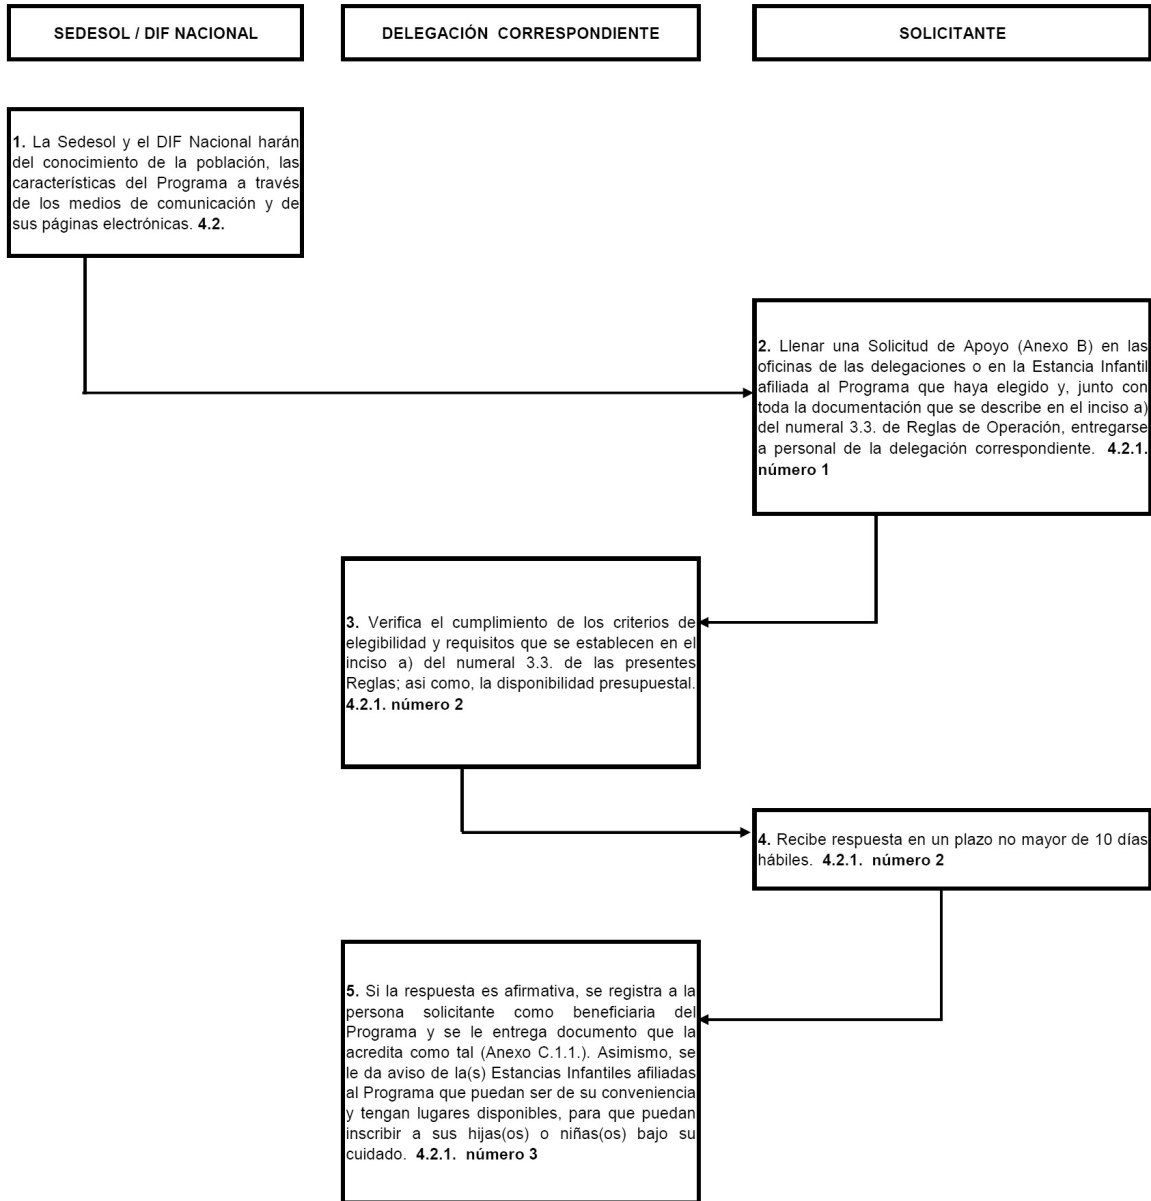 SEDESOL / DIF NACIONAL
DELEGACIÓN CORRESPONDIENTE
SOLICITANTE
1. La Sedesol y el DIF Nacional harán
del conocimiento de la población, las
características del Programa a través
de los medios de comunicación y de
sus páginas electrónicas. 4.2.
2. Llenar una Solicitud de Apoyo (Anexo B) en las
oficinas de las delegaciones o en la Estancia Infantil
afiliada al Programa que haya elegido y, junto con
toda la documentación que se describe en el inciso a)
del numeral 3.3. de Reglas de Operación, entregarse
a personal de la delegación correspondiente. 4.2.1.
número 1
3. Verifica el cumplimiento de los criterios de
elegibilidad y requisitos que se establecen en el
inciso a) del numeral 3.3. de las presentes
Reglas; asi como, la disponibilidad presupuestal.
4.2.1. número 2
4. Recibe respuesta en un plazo no mayor de 10 días
hábiles. 4.2.1. número 2
5. Si la respuesta es afirmativa, se registra a la
persona solicitante como beneficiaria del
Programa y se le entrega documento que la
acredita como tal (Anexo C.1.1.). Asimismo, se
le da aviso de la(s) Estancias Infantiles afiliadas
al Programa que puedan ser de su conveniencia
y tengan lugares disponibles, para que puedan
inscribir a sus hijas(os) o niñas(os) bajo su
cuidado. 4.2.1. número 3